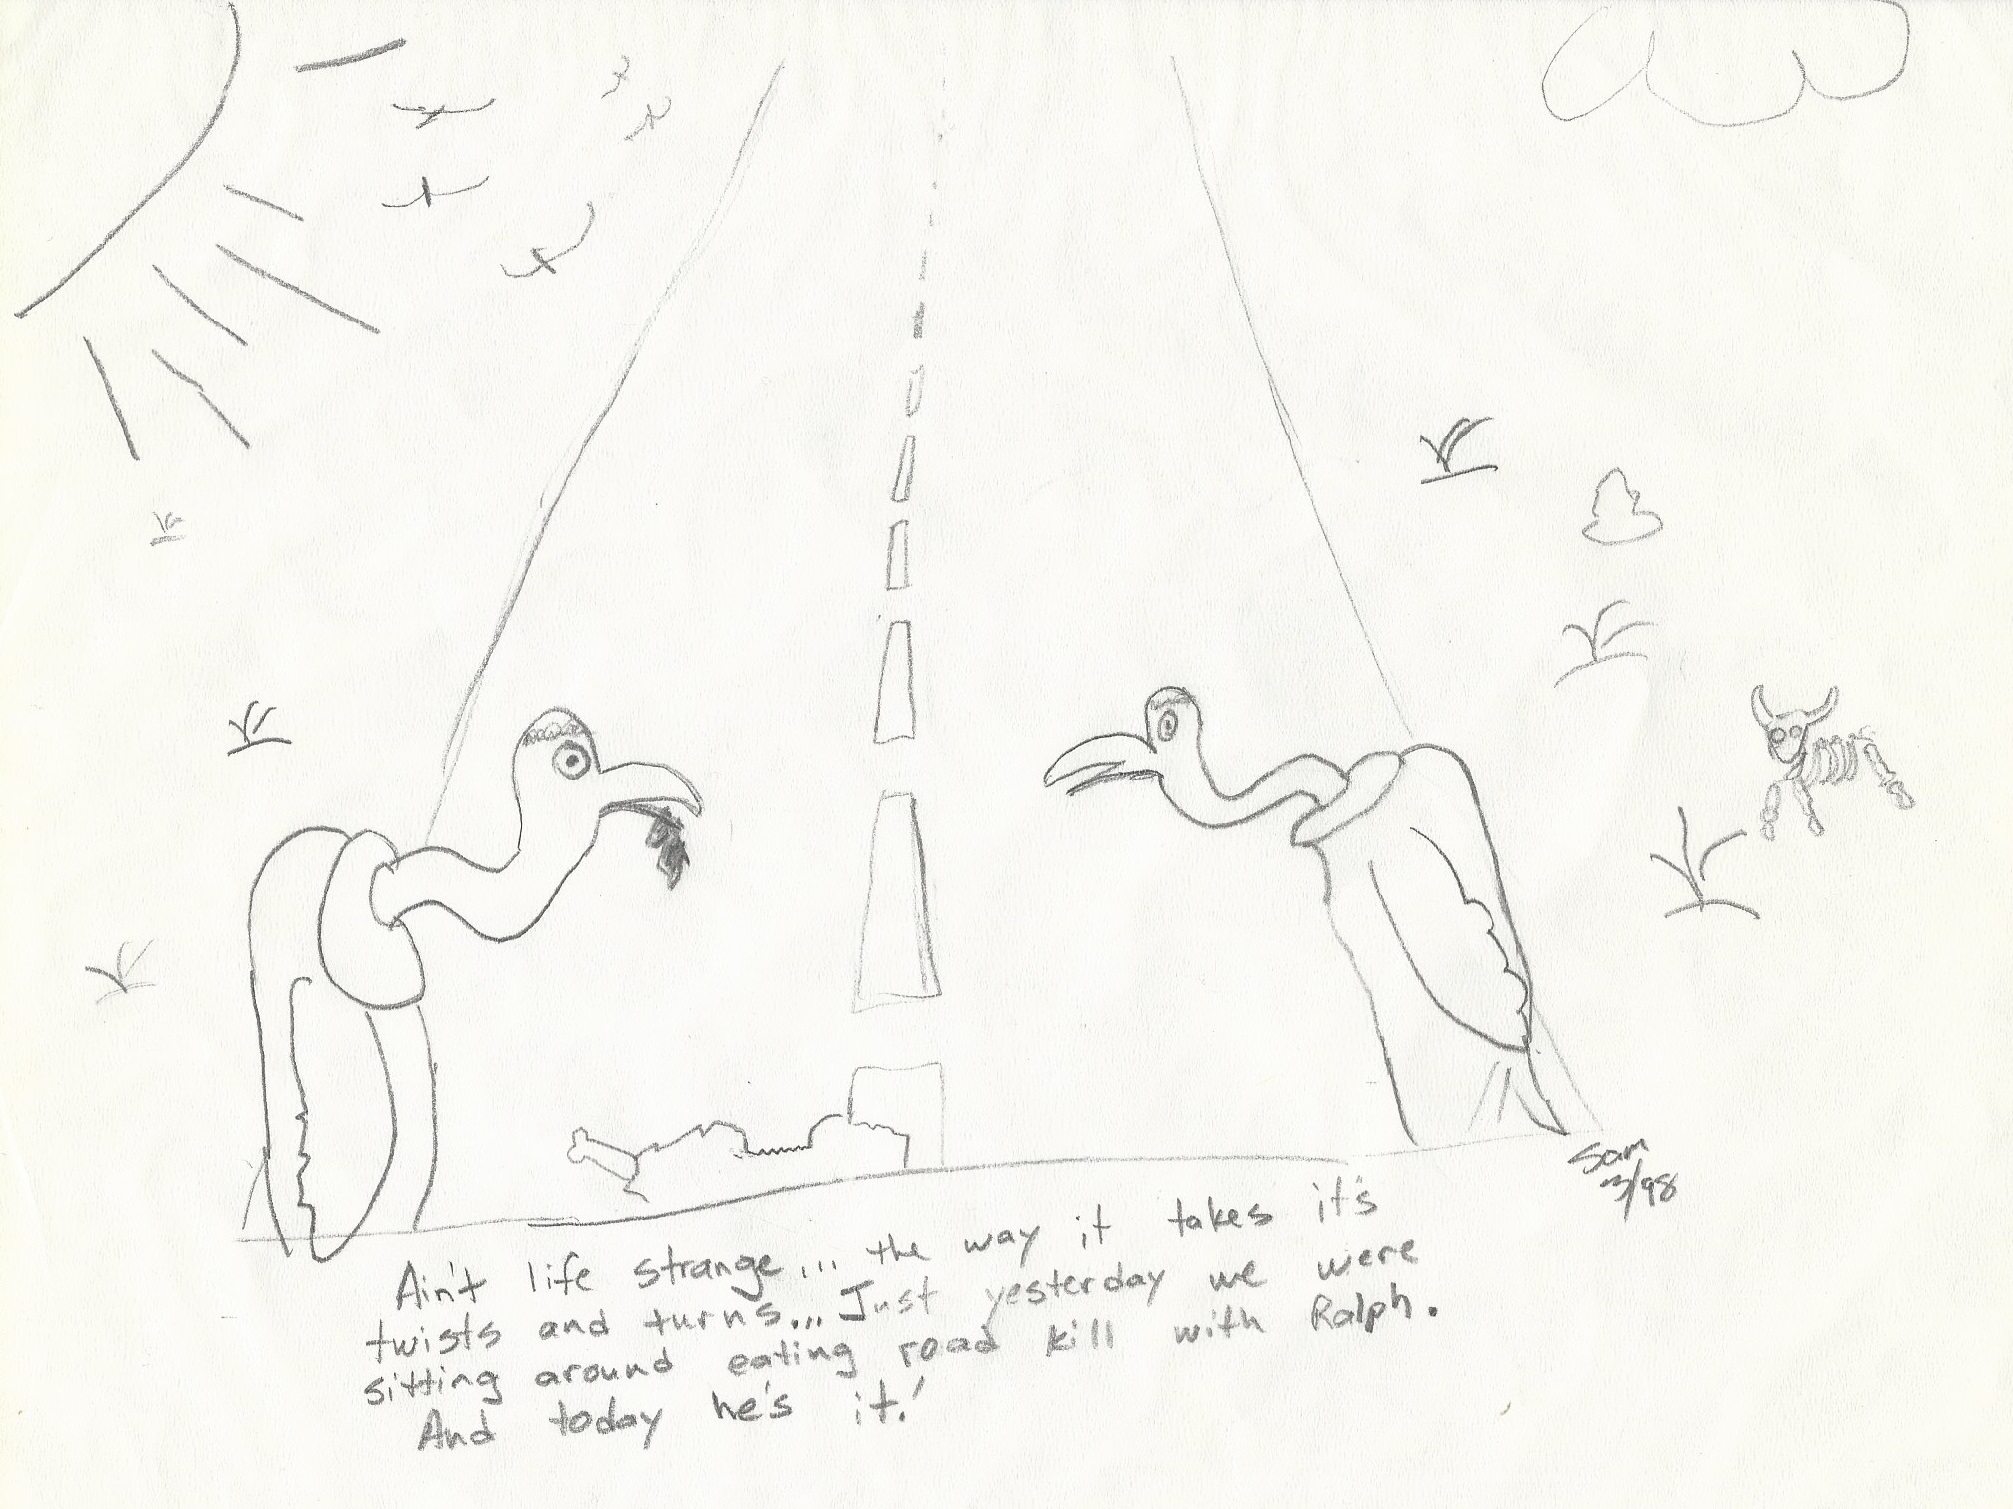 Sam
3/98
Ain't life strange... the way it takes it's
twists and turns... Just yesterday we were
sitting around eating road kill with Ralph.
And today he's it!